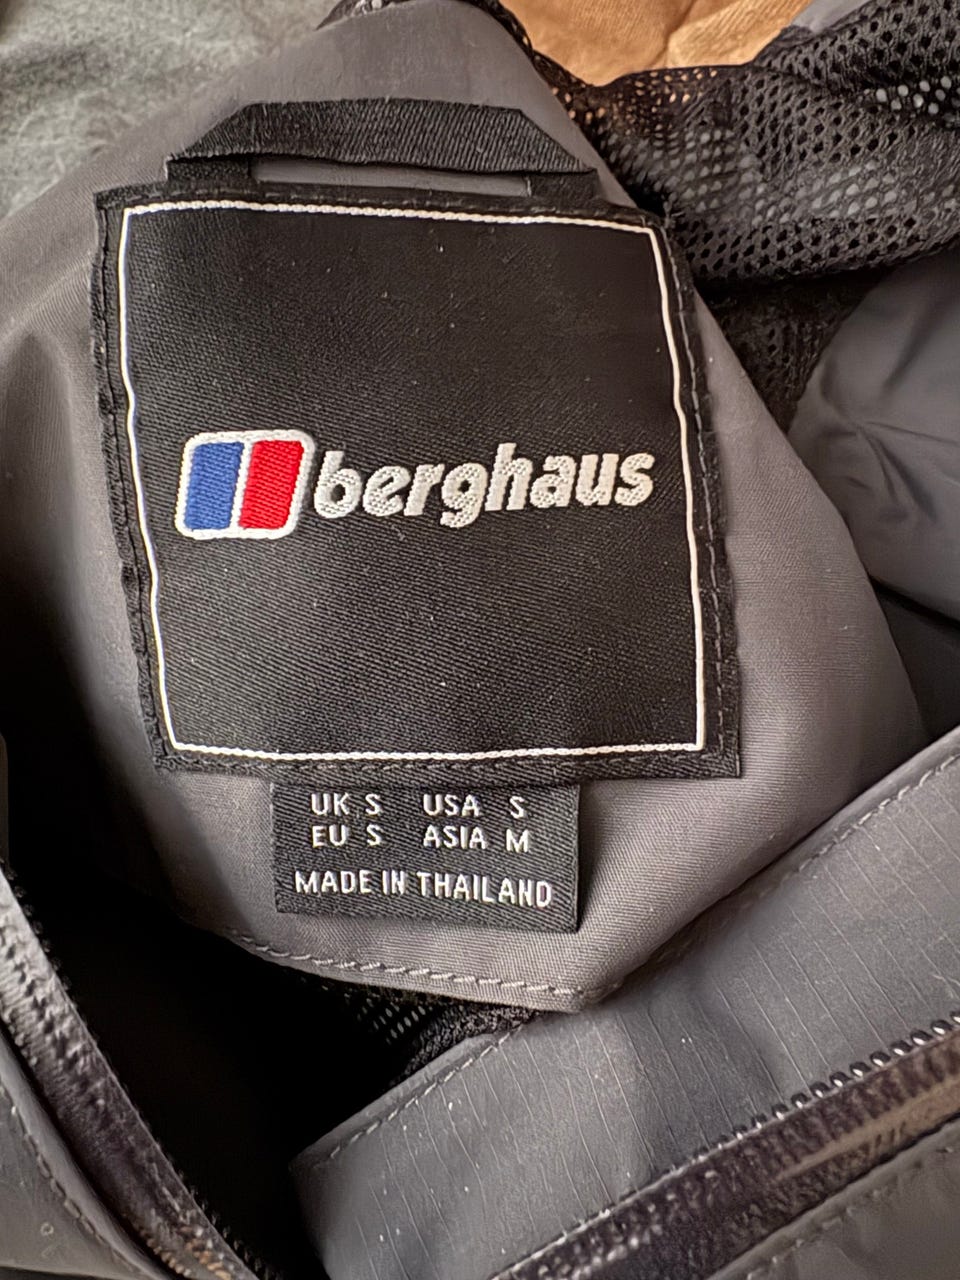 berghaus
UK S USA S
EU S ASIA M
MADE IN THAILAND